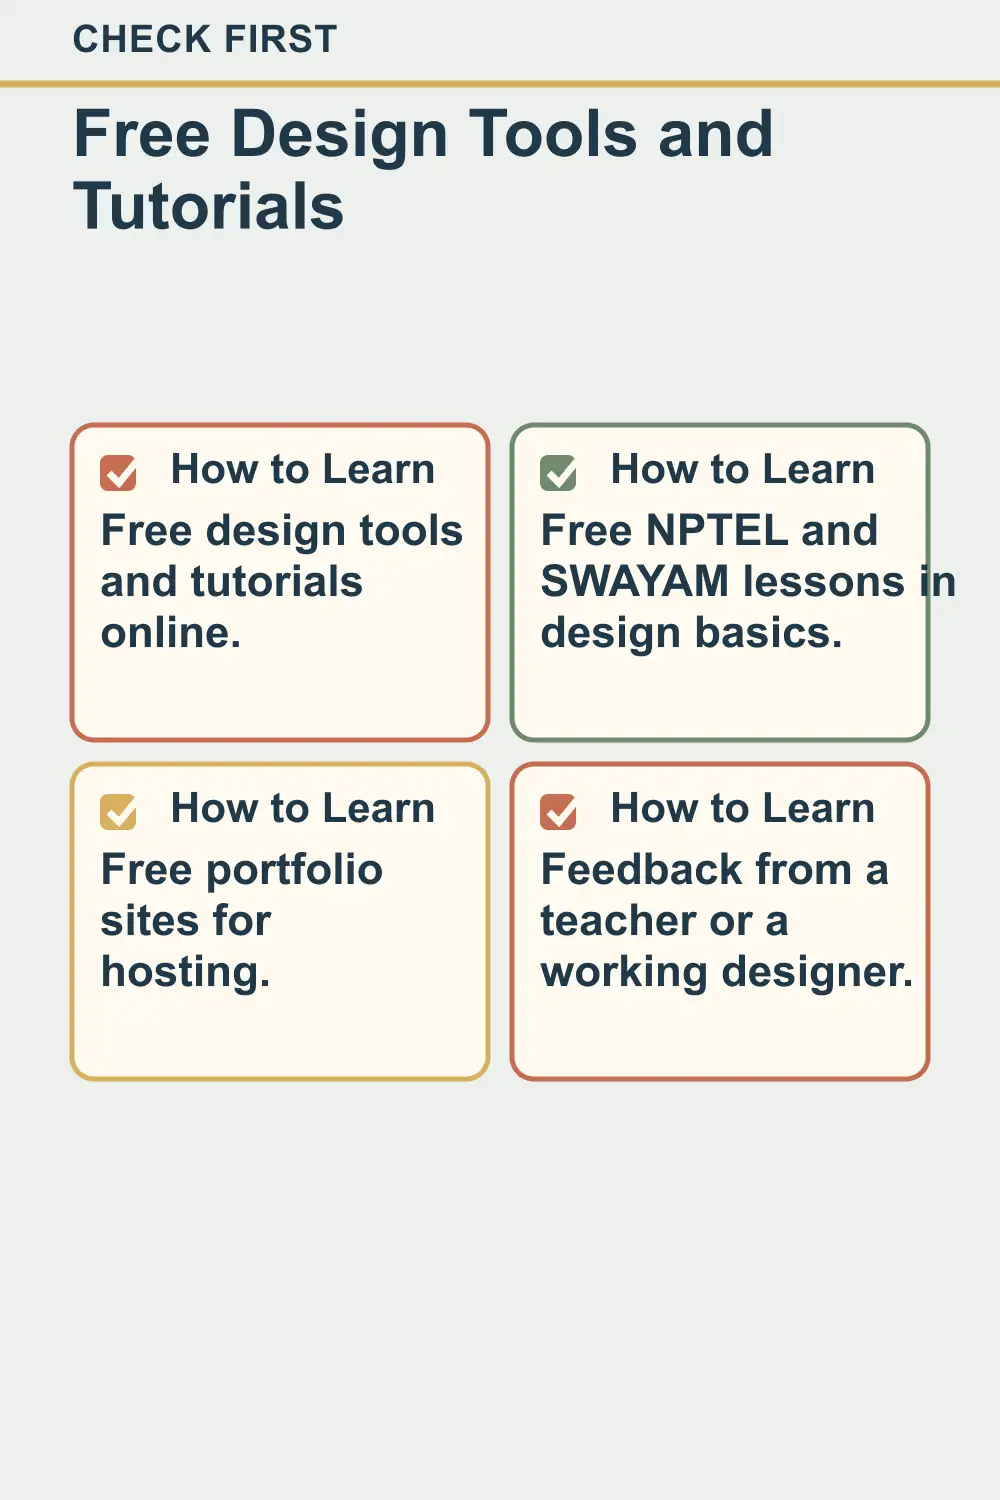 CHECK FIRST
Free Design Tools and
Tutorials
How to Learn
Free design tools
and tutorials
online.
How to Learn
Free NPTEL and
SWAYAM lessons in
design basics.
How to Learn
Free portfolio
sites for
hosting.
How to Learn
Feedback from a
teacher or a
working designer.